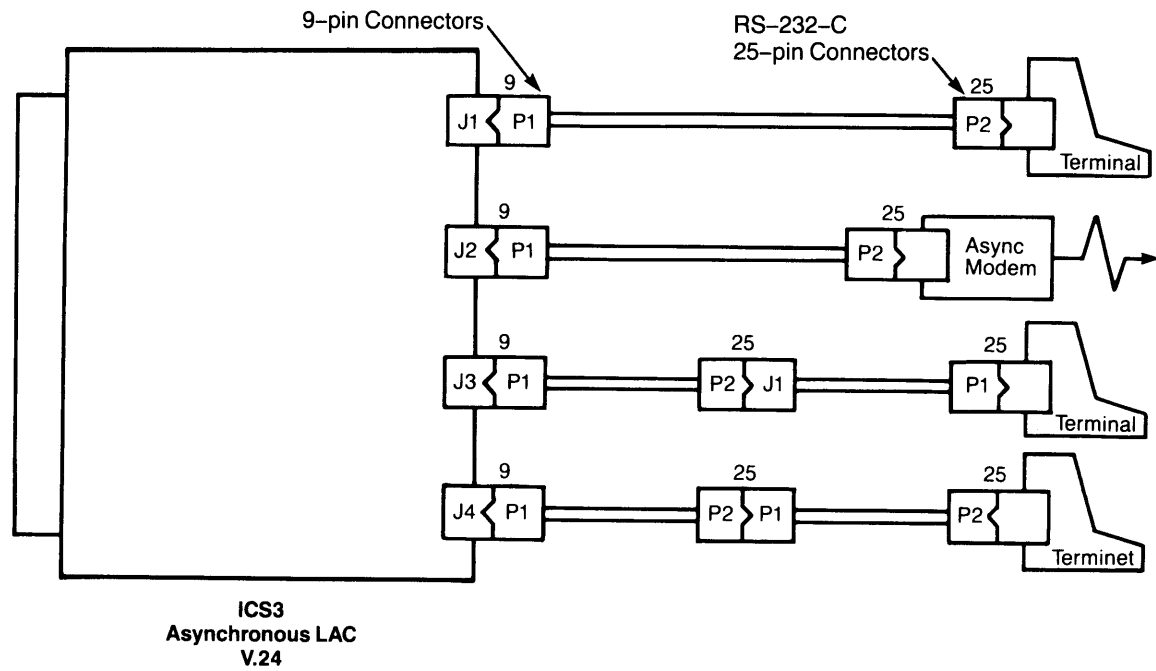 9-pin Connectors
RS-232-C
25-pin Connectors
9
25
J1
P1
P2
Terminal
9
25
J2
P1
P2
Async
Modem
9
25
25
J3
P1
P2
J1
P1
Terminal
9
25
25
J4
P1
P2
P1
P2
Terminet
ICS3
Asynchronous LAC
V.24